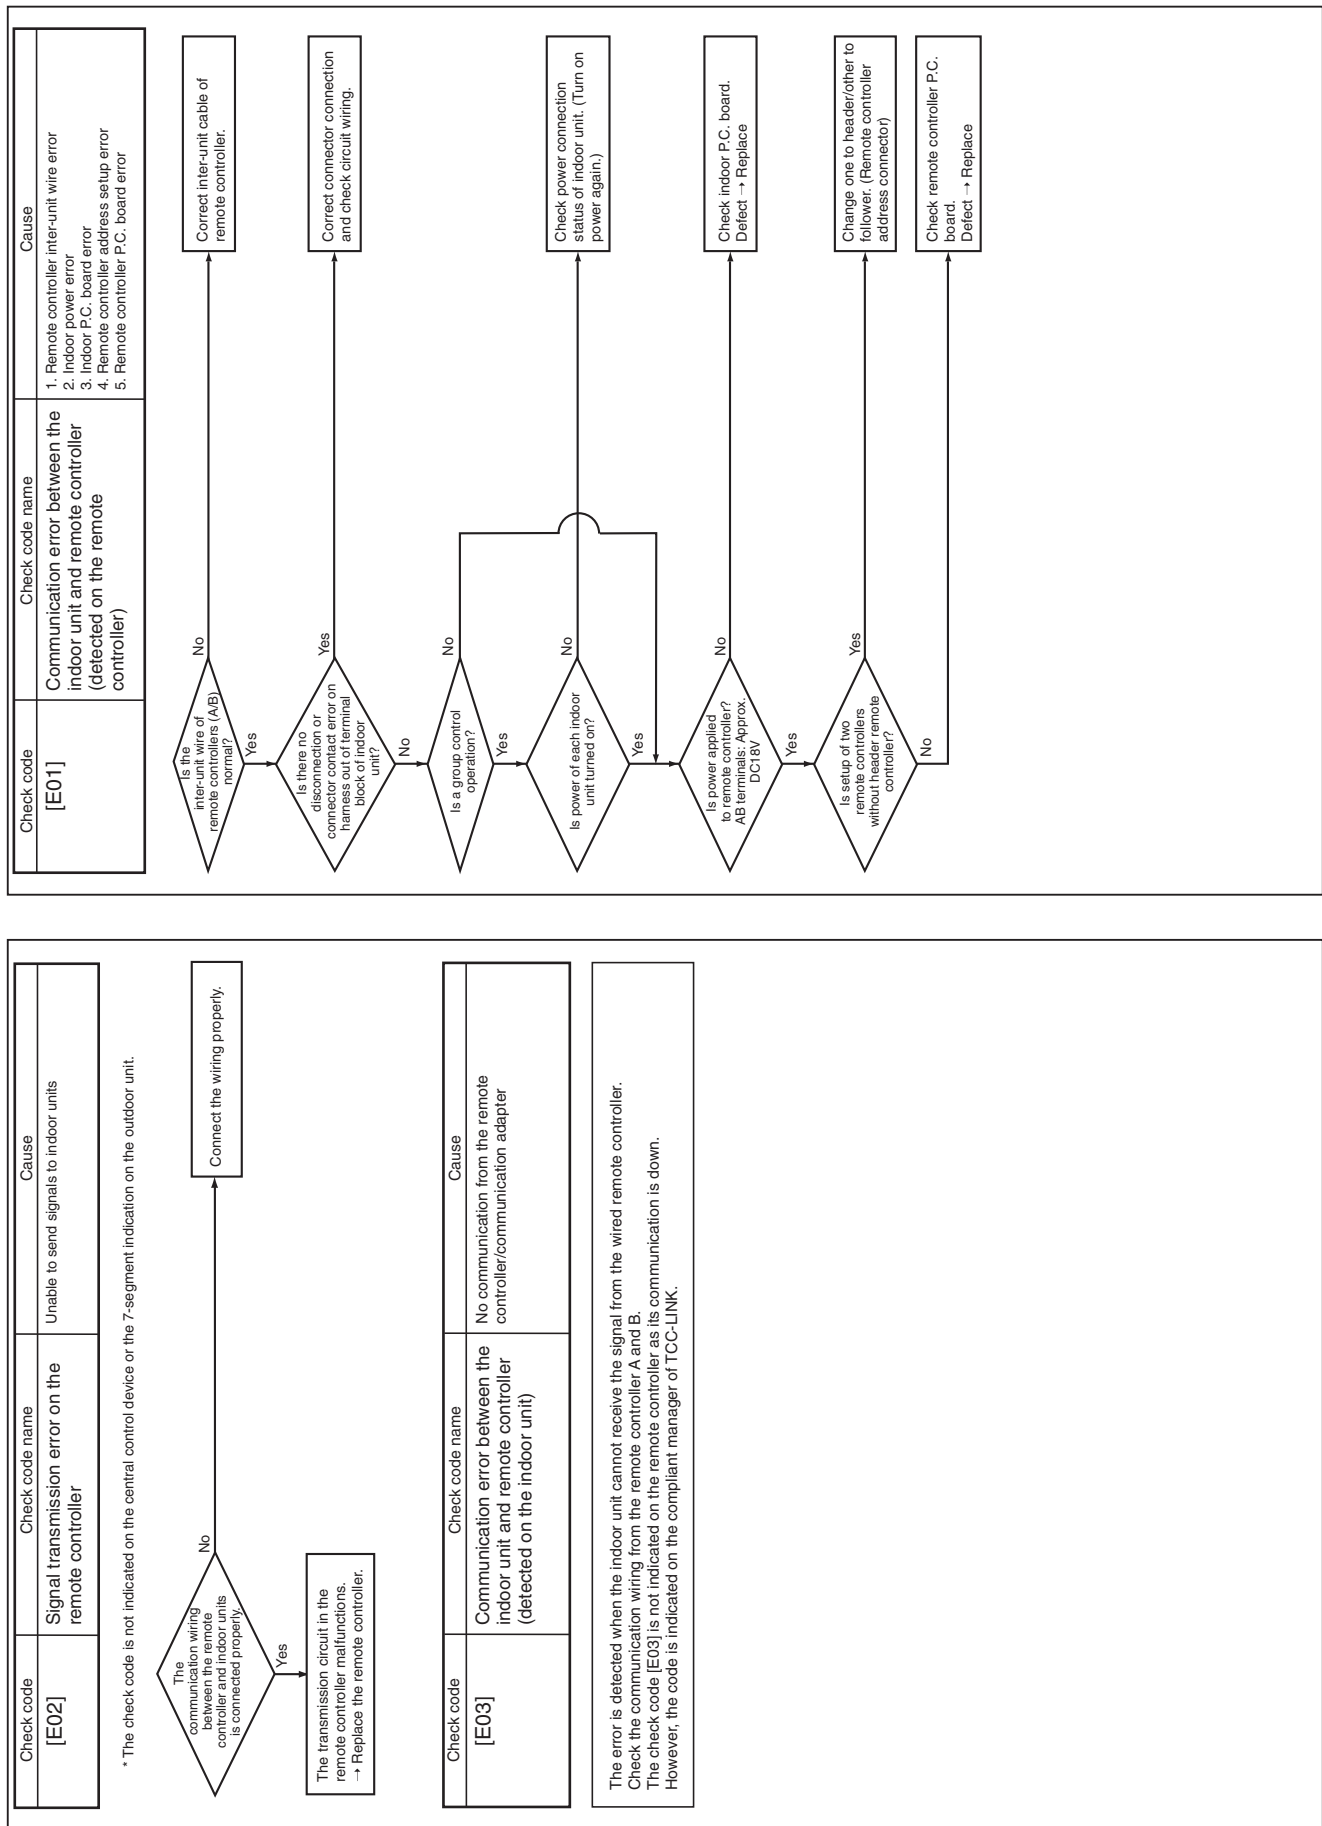 Check code
Check code name
Cause
[E01]
Communication error between the
indoor unit and remote controller
(detected on the remote
controller)
1. Remote controller inter-unit wire error
2. Indoor power error
3. Indoor P.C. board error
4. Remote controller address setup error
5. Remote controller P.C. board error
Is the
inter-unit wire of
remote controllers (A/B)
normal?
No
Correct inter-unit cable of
remote controller.
Yes
Is there no
disconnection or
connector contact error on
harness out of terminal
block of indoor
unit?
Yes
Correct connector connection
and check circuit wiring.
No
Is a group control
operation?
No
Yes
Is power of each indoor
unit turned on?
No
Check power connection
status of indoor unit. (Turn on
power again.)
Yes
Is power applied
to remote controller?
AB terminals: Approx.
DC18V
No
Check indoor P.C. board.
Defect → Replace
Yes
Is setup of two
remote controllers
without header remote
controller?
Yes
Change one to header/other to
follower. (Remote controller
address connector)
No
Check remote controller P.C.
board.
Defect → Replace
Check code
Check code name
Cause
[E02]
Signal transmission error on the
remote controller
Unable to send signals to indoor units
* The check code is not indicated on the central control device or the 7-segment indication on the outdoor unit.
The
communication wiring
between the remote
controller and indoor units
is connected properly.
No
Connect the wiring properly.
Yes
The transmission circuit in the
remote controller malfunctions.
→ Replace the remote controller.
Check code
Check code name
Cause
[E03]
Communication error between the
indoor unit and remote controller
(detected on the indoor unit)
No communication from the remote
controller/communication adapter
The error is detected when the indoor unit cannot receive the signal from the wired remote controller.
Check the communication wiring from the remote controller A and B.
The check code [E03] is not indicated on the remote controller as its communication is down.
However, the code is indicated on the compliant manager of TCC-LINK.